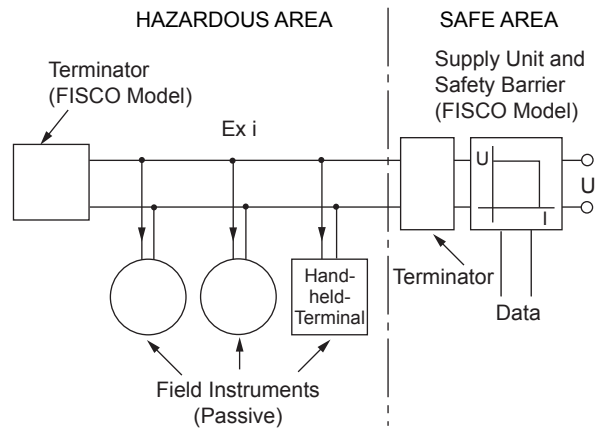 HAZARDOUS AREA
SAFE AREA
Terminator
(FISCO Model)
Supply Unit and
Safety Barrier
(FISCO Model)
Ex i
U
I
U
Hand-
held-
Terminal
Terminator
Data
Field Instruments
(Passive)